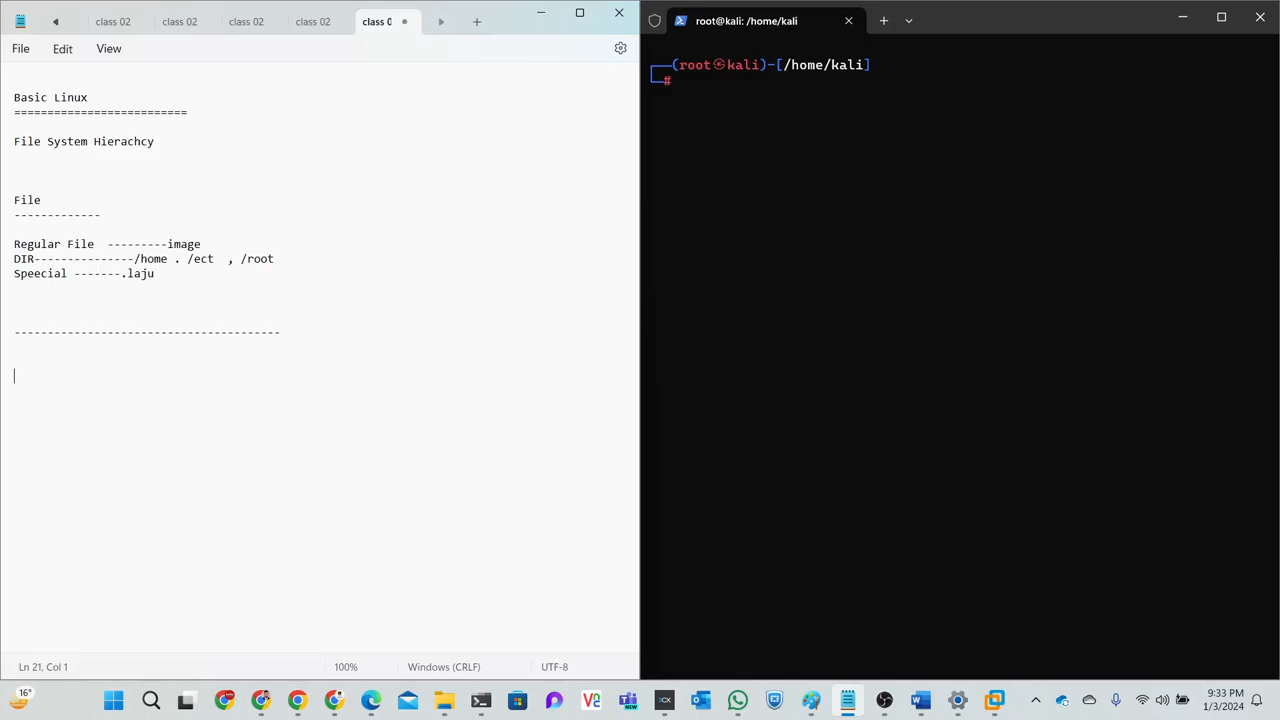 class 02
class 02
class 02
class 02
class 0
File
Edit
View
Basic Linux
==========================
File System Hierachcy
File
-------------
Regular File  ---------image
DIR---------------/home . /ect  , /root
Speecial -------.laju
----------------------------------------
Ln 21, Col 1
100%
Windows (CRLF)
UTF-8
root@kali: /home/kali
(root㉿kali)-[/home/kali]
#
16°
9:33 PM
1/3/2024